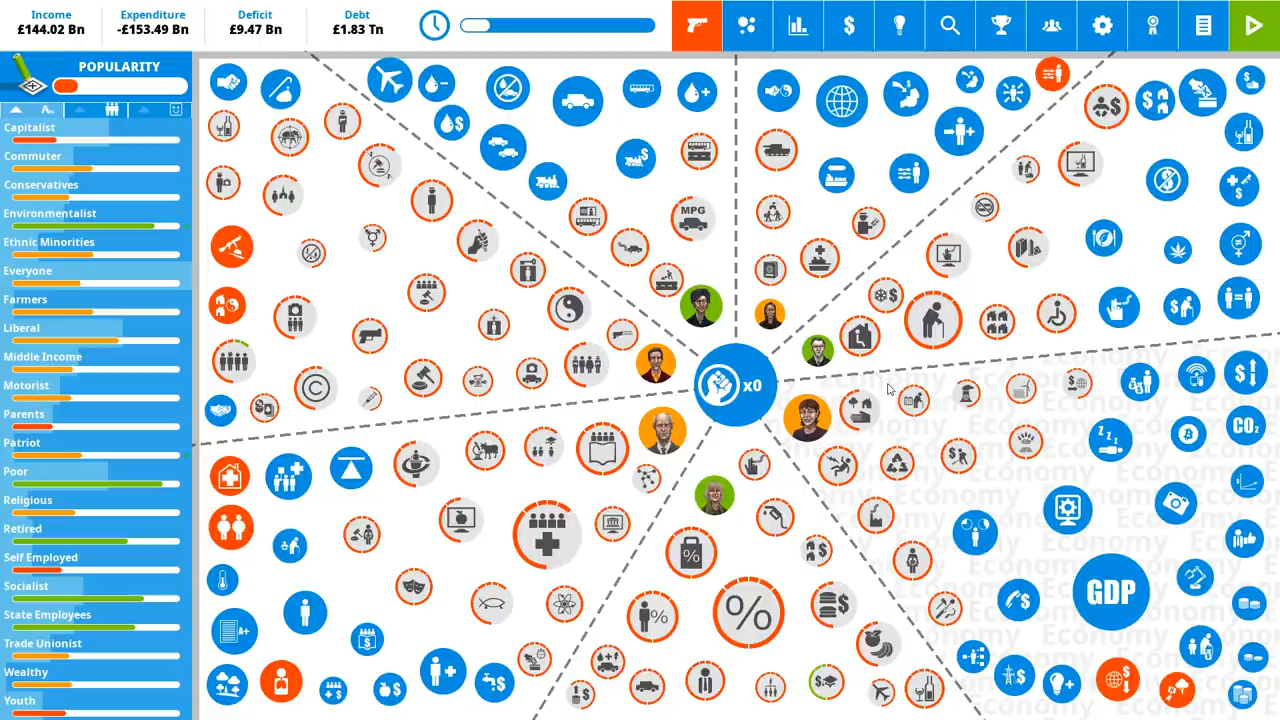 Income
£144.02 Bn
Expenditure
-£153.49 Bn
Deficit
£9.47 Bn
Debt
£1.83 Tn
POPULARITY
Capitalist
Commuter
Conservatives
Environmentalist
Ethnic Minorities
Everyone
Farmers
Liberal
Middle Income
Motorist
Parents
Patriot
Poor
Religious
Retired
Self Employed
Socialist
State Employees
Trade Unionist
Wealthy
Youth
MPG
x0
GDP
CO₂
A+
Zzz
Economy